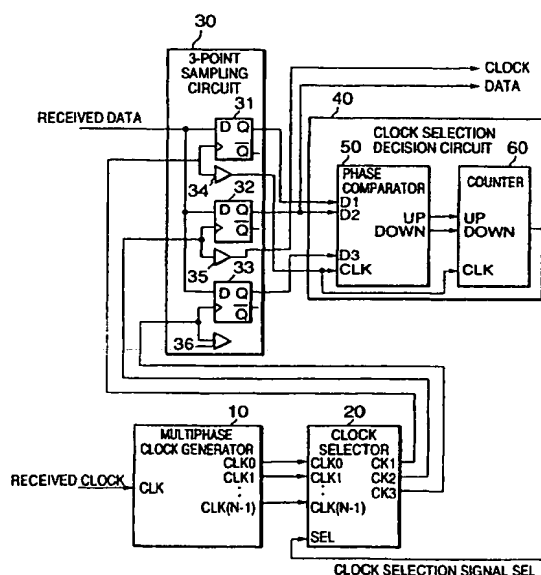 30
3-POINT
SAMPLING
CIRCUIT
CLOCK
DATA
RECEIVED DATA
31
D Q
Q
34
32
D Q
Q
35
33
D Q
Q
36
40
CLOCK SELECTION
DECISION CIRCUIT
50
PHASE
COMPARATOR
D1
D2
D3
CLK
UP
DOWN
60
COUNTER
UP
DOWN
CLK
10
MULTIPHASE
CLOCK GENERATOR
RECEIVED CLOCK
CLK
CLK0
CLK1
⋮
CLK(N-1)
20
CLOCK
SELECTOR
CLK0
CLK1
⋮
CLK(N-1)
SEL
CK1
CK2
CK3
CLOCK SELECTION SIGNAL SEL